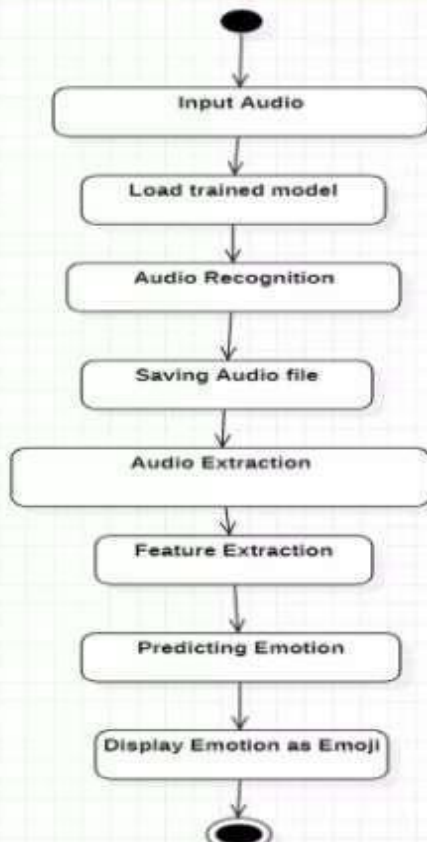 Input Audio
Load trained model
Audio Recognition
Saving Audio file
Audio Extraction
Feature Extraction
Predicting Emotion
Display Emotion as Emoji